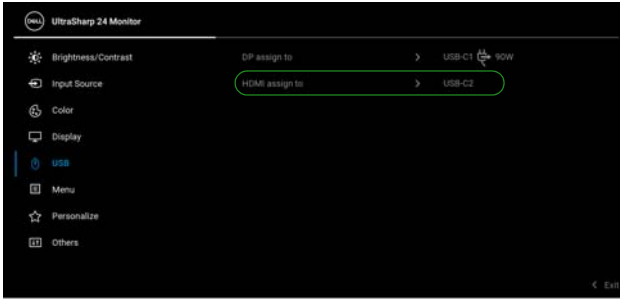 DELL UltraSharp 24 Monitor
Brightness/Contrast DP assign to > USB-C1 90W
Input Source HDMI assign to > USB-C2
Color
Display
USB
Menu
Personalize
Others
< Exit